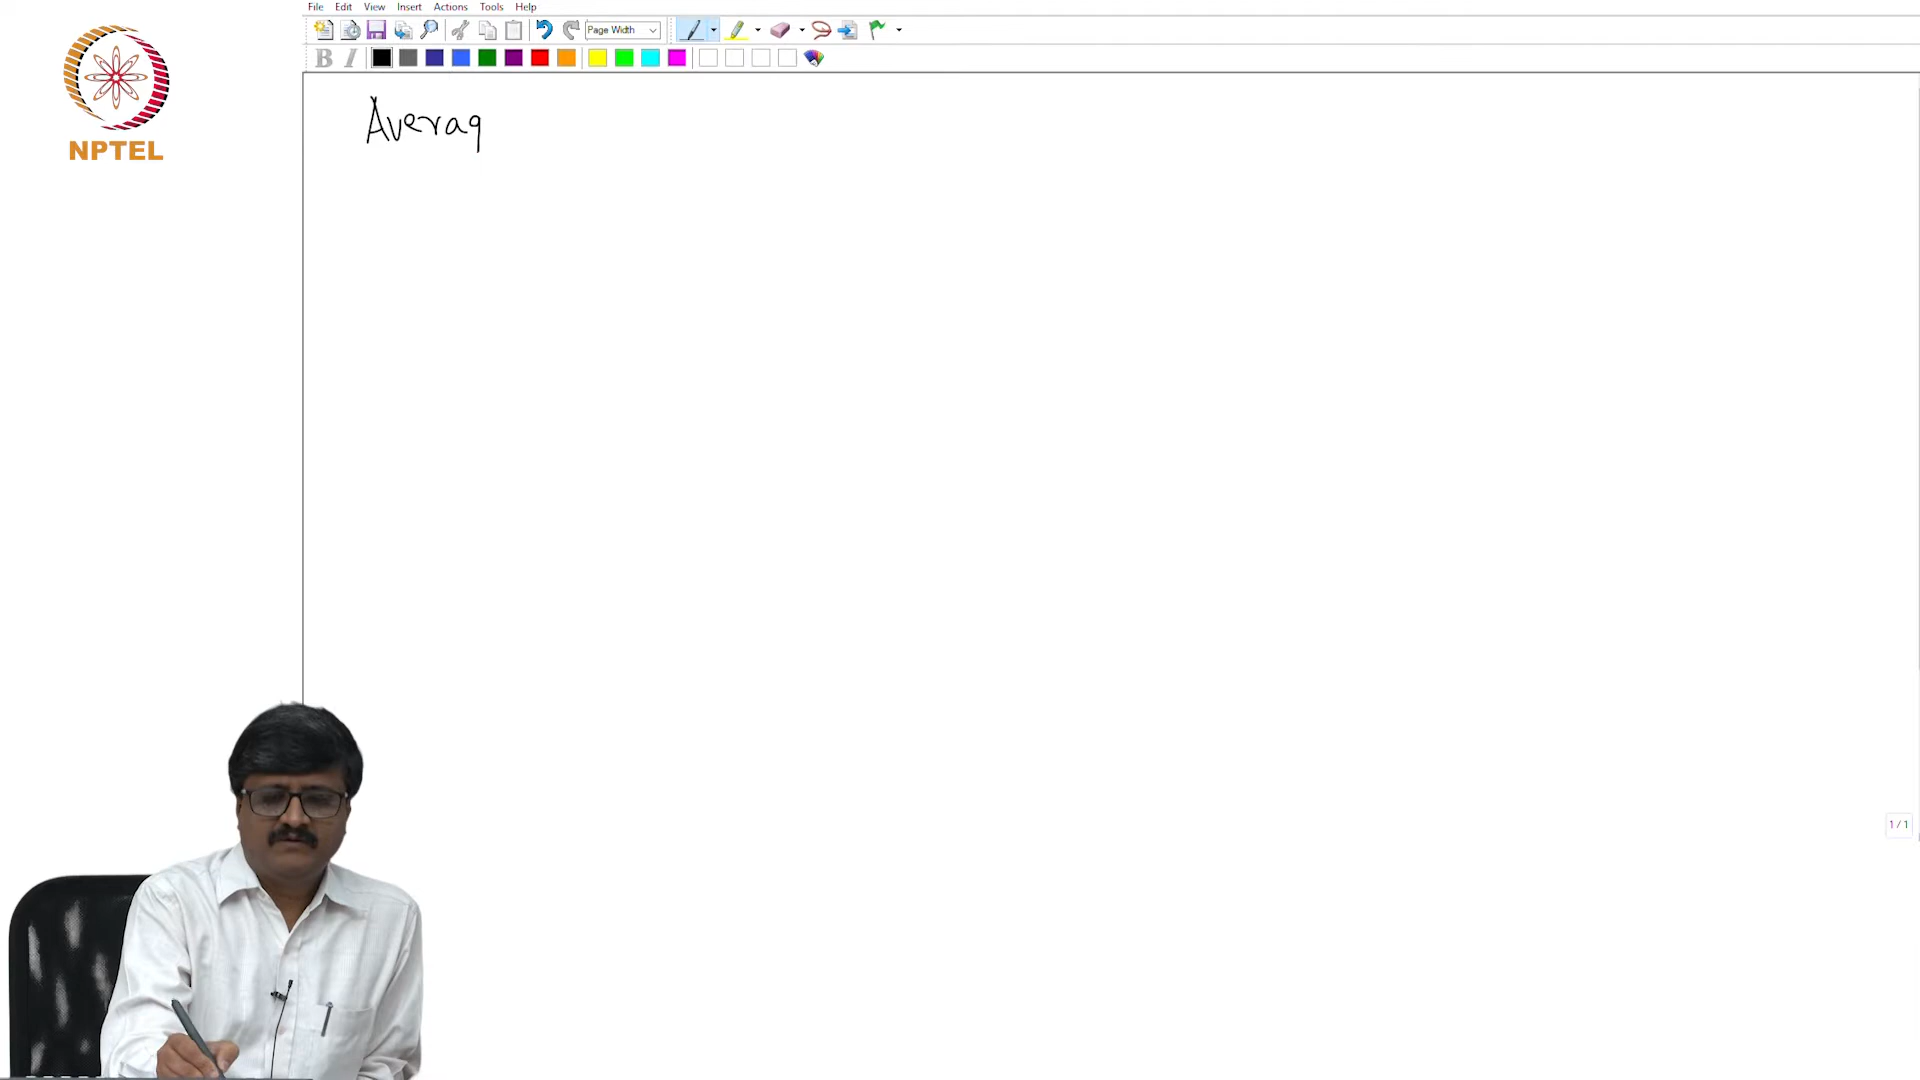 File Edit View Insert Actions Tools Help
Page Width
B I
NPTEL
Averag
1 / 1